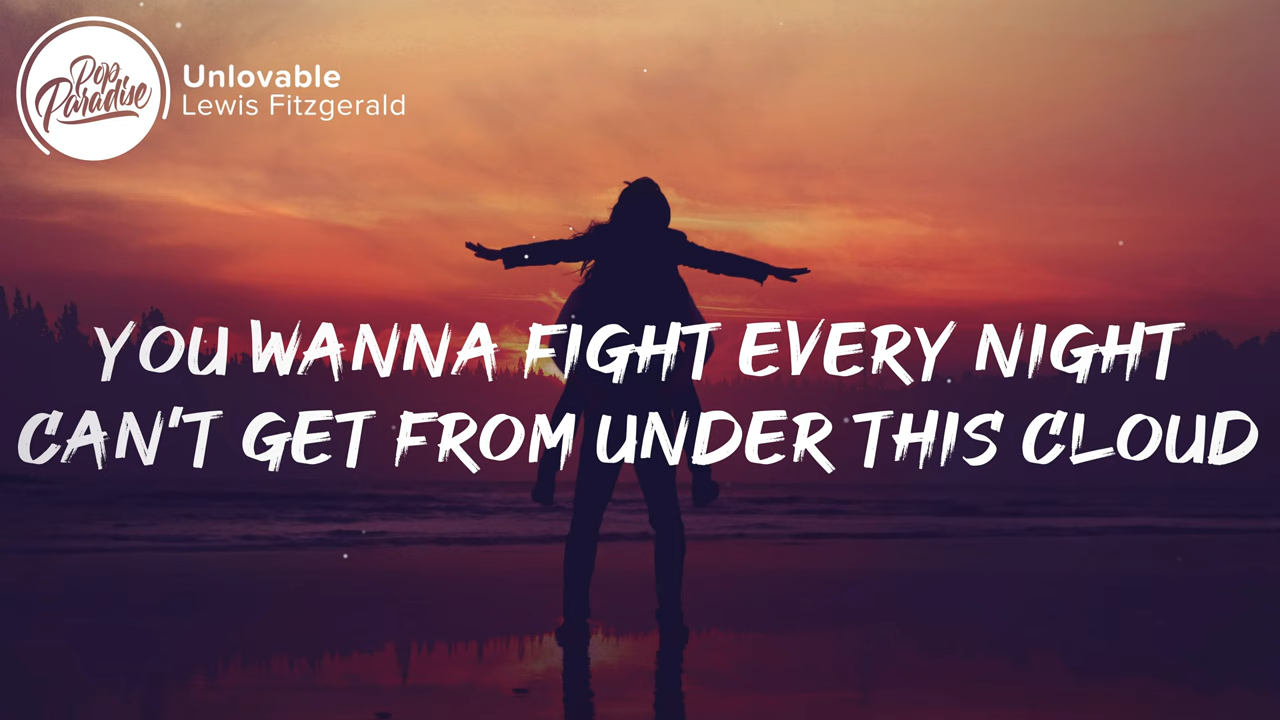 Pop
Paradise
Unlovable
Lewis Fitzgerald
YOU WANNA FIGHT EVERY NIGHT
CAN'T GET FROM UNDER THIS CLOUD